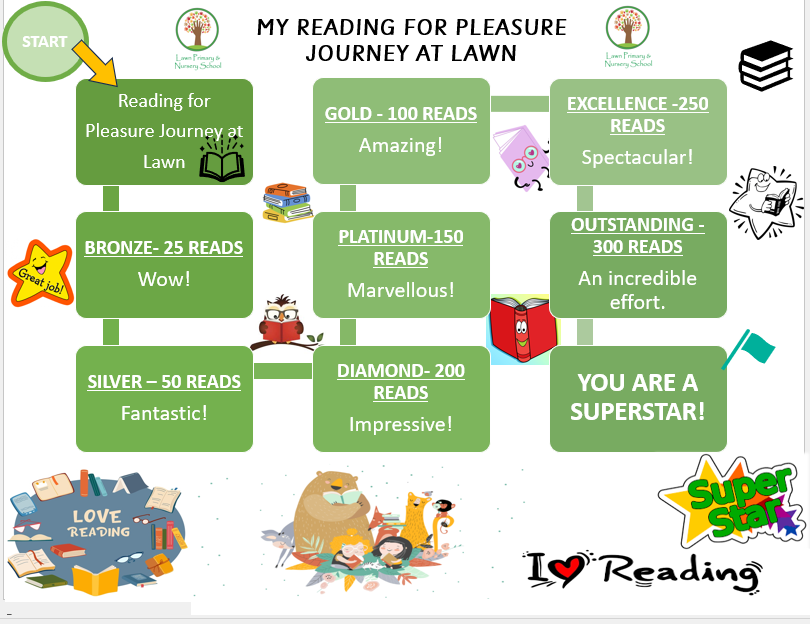 START
MY READING FOR PLEASURE
JOURNEY AT LAWN
Lawn Primary &
Nursery School
Lawn Primary &
Nursery School
Reading for
Pleasure Journey at
Lawn
BRONZE- 25 READS
Wow!
SILVER – 50 READS
Fantastic!
GOLD - 100 READS
Amazing!
PLATINUM-150
READS
Marvellous!
DIAMOND- 200
READS
Impressive!
EXCELLENCE -250
READS
Spectacular!
OUTSTANDING -
300 READS
An incredible
effort.
YOU ARE A
SUPERSTAR!
Great job!
LOVE
READING
Super
Star
I Reading